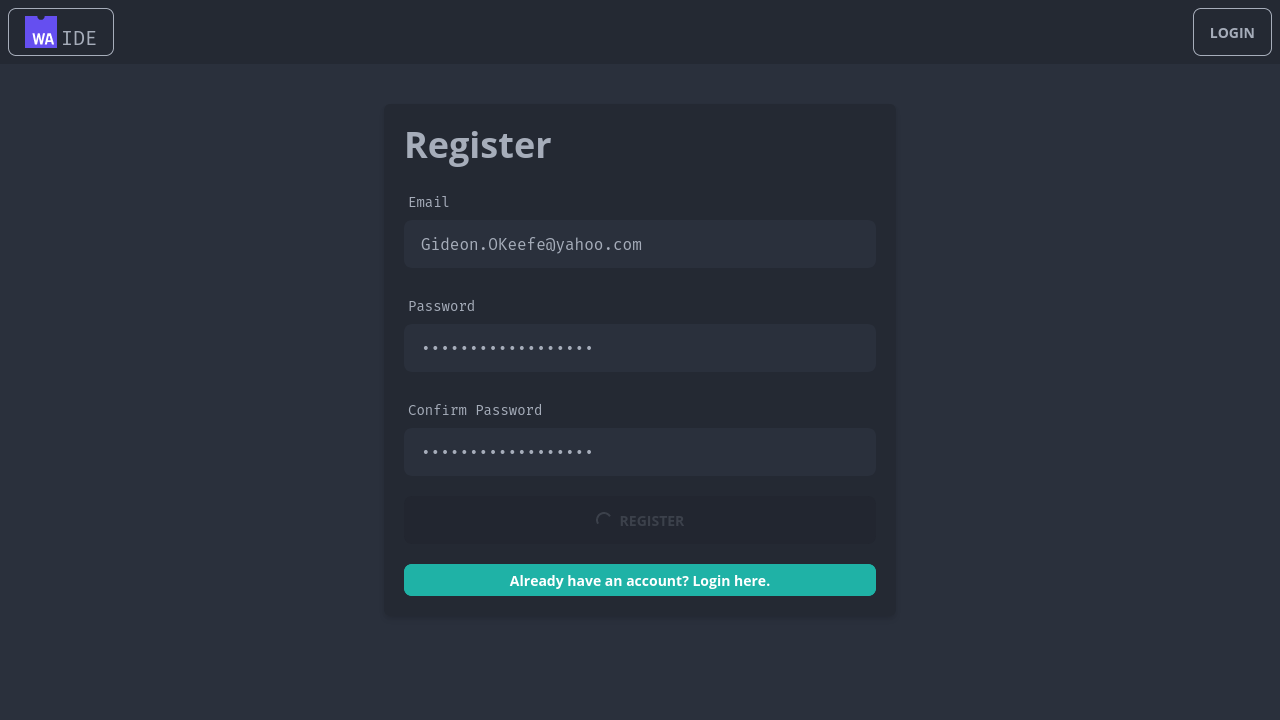 WA IDE
LOGIN
Register
Email
Gideon.OKeefe@yahoo.com
Password
••••••••••••••••••
Confirm Password
••••••••••••••••••
REGISTER
Already have an account? Login here.